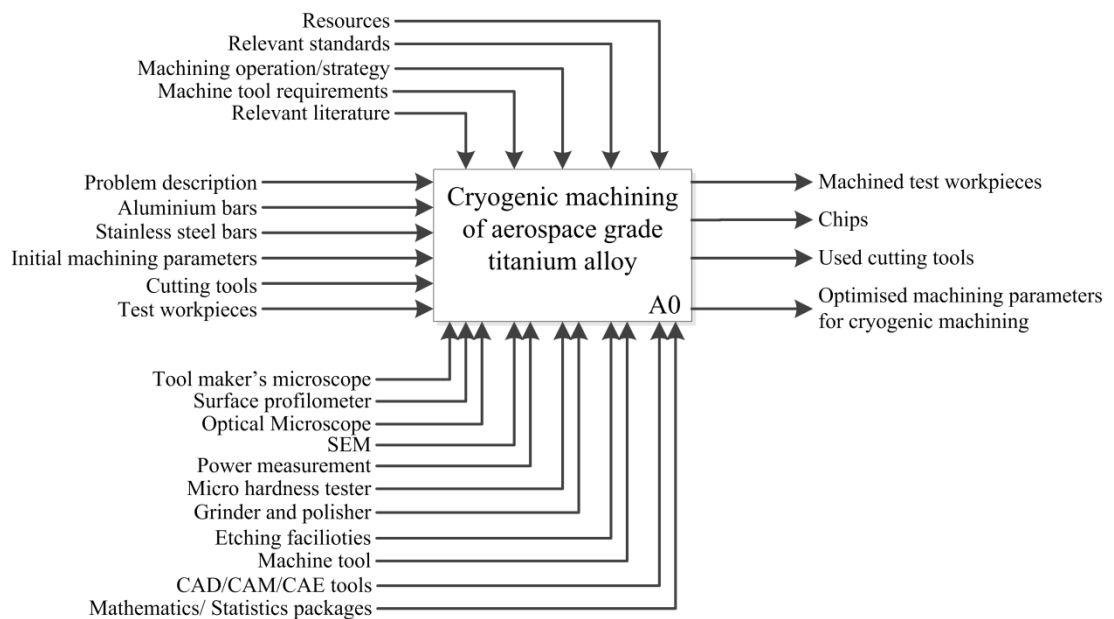 Resources
Relevant standards
Machining operation/strategy
Machine tool requirements
Relevant literature
Problem description
Aluminium bars
Stainless steel bars
Initial machining parameters
Cutting tools
Test workpieces
Cryogenic machining
of aerospace grade
titanium alloy
A0
Machined test workpieces
Chips
Used cutting tools
Optimised machining parameters
for cryogenic machining
Tool maker's microscope
Surface profilometer
Optical Microscope
SEM
Power measurement
Micro hardness tester
Grinder and polisher
Etching facilioties
Machine tool
CAD/CAM/CAE tools
Mathematics/ Statistics packages